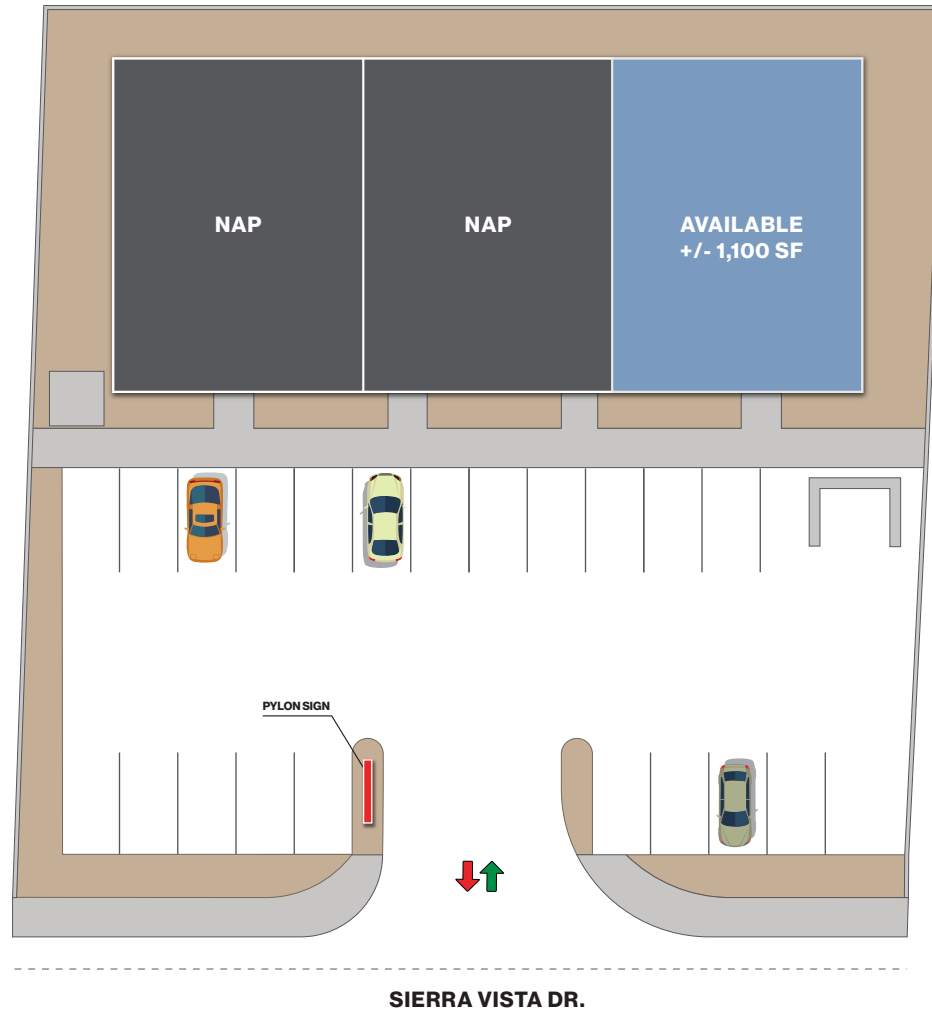 NAP
NAP
AVAILABLE
+/- 1,100 SF
PYLON SIGN
SIERRA VISTA DR.